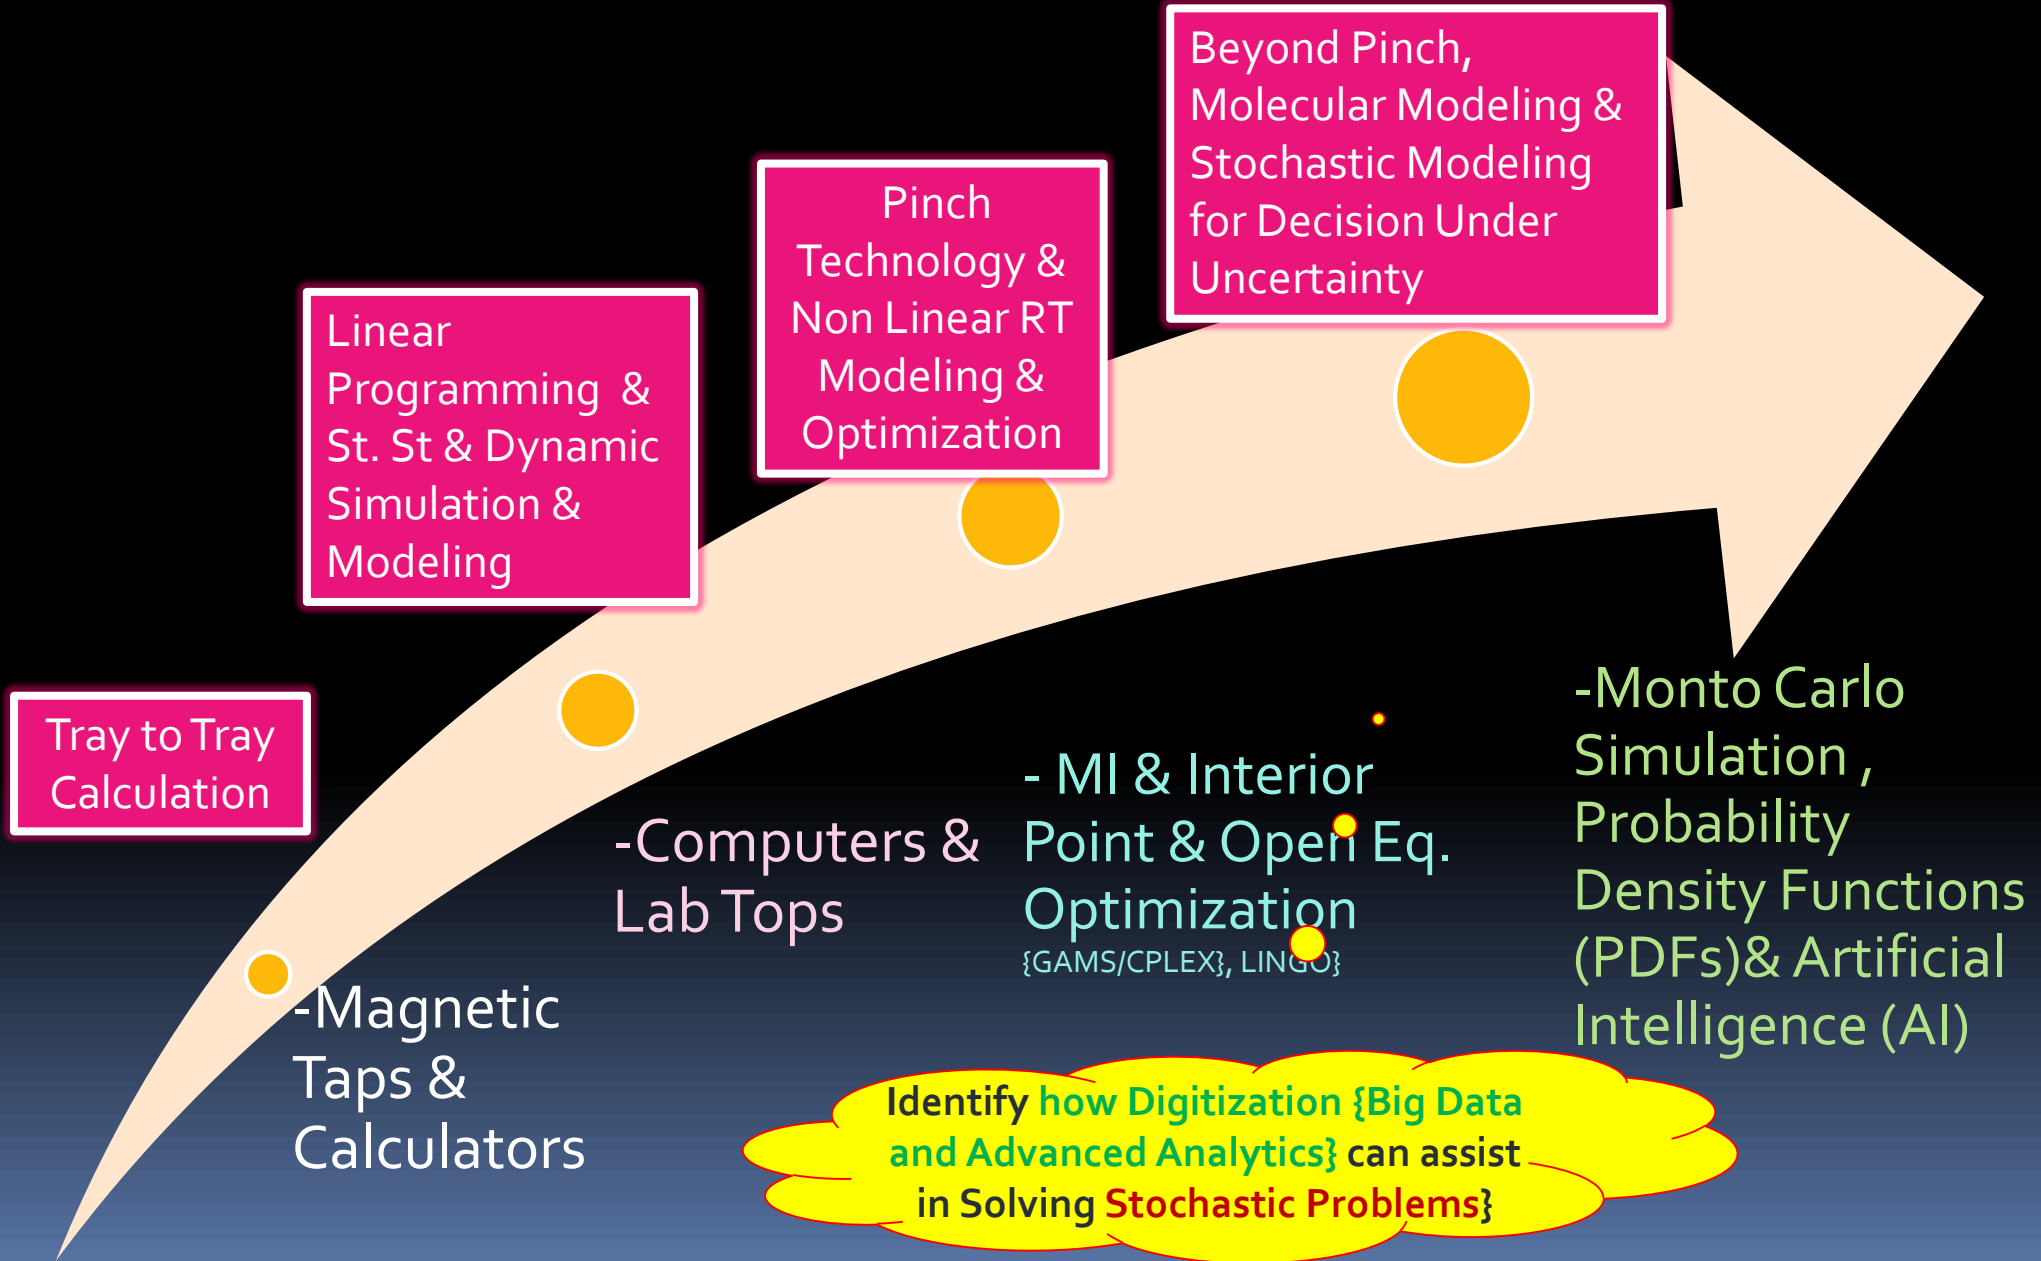 Beyond Pinch,
Molecular Modeling &
Stochastic Modeling
for Decision Under
Uncertainty
Pinch
Technology &
Non Linear RT
Modeling &
Optimization
Linear
Programming &
St. St & Dynamic
Simulation &
Modeling
Tray to Tray
Calculation
-Magnetic
Taps &
Calculators
-Computers &
Lab Tops
- MI & Interior
Point & Open Eq.
Optimization
{GAMS/CPLEX}, LINGO}
-Monto Carlo
Simulation ,
Probability
Density Functions
(PDFs)& Artificial
Intelligence (AI)
Identify how Digitization {Big Data
and Advanced Analytics} can assist
in Solving Stochastic Problems}